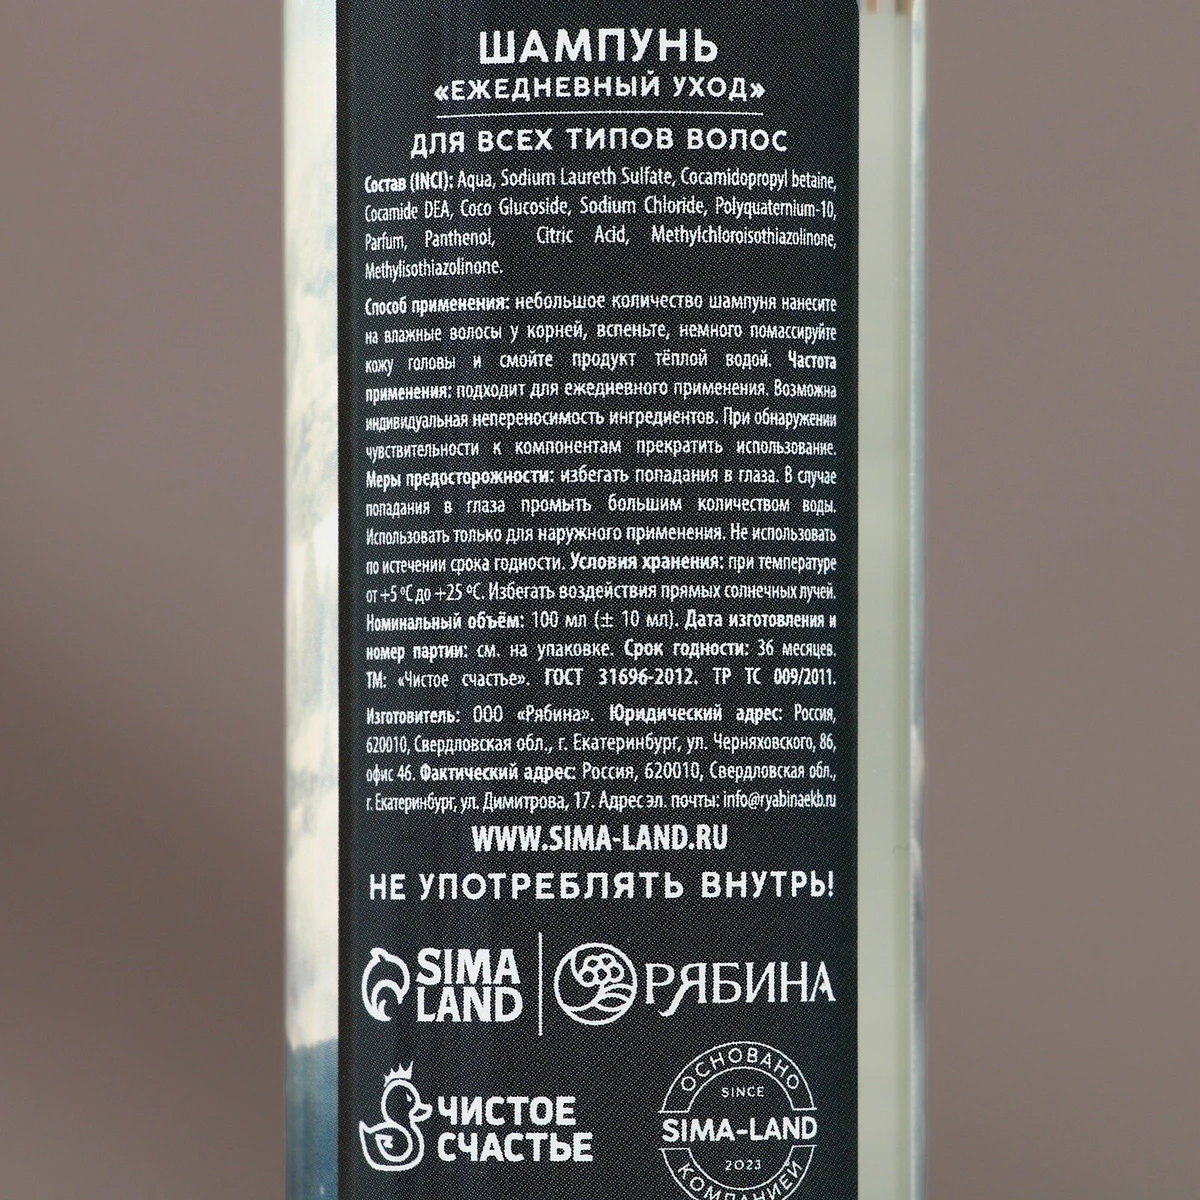 ШАМПУНЬ
«ЕЖЕДНЕВНЫЙ УХОД»
ДЛЯ ВСЕХ ТИПОВ ВОЛОС
Состав (INCI): Aqua, Sodium Laureth Sulfate, Cocamidopropyl betaine,
Cocamide DEA, Coco Glucoside, Sodium Chloride, Polyquaternium-10,
Parfum, Panthenol, Citric Acid, Methylchloroisothiazolinone,
Methylisothiazolinone.
Способ применения: небольшое количество шампуня нанесите
на влажные волосы у корней, вспеньте, немного помассируйте
кожу головы и смойте продукт тёплой водой. Частота
применения: подходит для ежедневного применения. Возможна
индивидуальная непереносимость ингредиентов. При обнаружении
чувствительности к компонентам прекратить использование.
Меры предосторожности: избегать попадания в глаза. В случае
попадания в глаза промыть большим количеством воды.
Использовать только для наружного применения. Не использовать
по истечении срока годности. Условия хранения: при температуре
от +5 °С до +25 °С. Избегать воздействия прямых солнечных лучей.
Номинальный объём: 100 мл (± 10 мл). Дата изготовления и
номер партии: см. на упаковке. Срок годности: 36 месяцев.
ТМ: «Чистое счастье». ГОСТ 31696-2012. ТР ТС 009/2011.
Изготовитель: ООО «Рябина». Юридический адрес: Россия,
620010, Свердловская обл., г. Екатеринбург, ул. Черняховского, 86,
офис 46. Фактический адрес: Россия, 620010, Свердловская обл.,
г. Екатеринбург, ул. Димитрова, 17. Адрес эл. почты: info@ryabinaekb.ru
WWW.SIMA-LAND.RU
НЕ УПОТРЕБЛЯТЬ ВНУТРЬ!
SIMA
LAND
РЯБИНА
ЧИСТОЕ
СЧАСТЬЕ
ОСНОВАНО
SINCE
SIMA-LAND
2023
КОМПАНИЕЙ